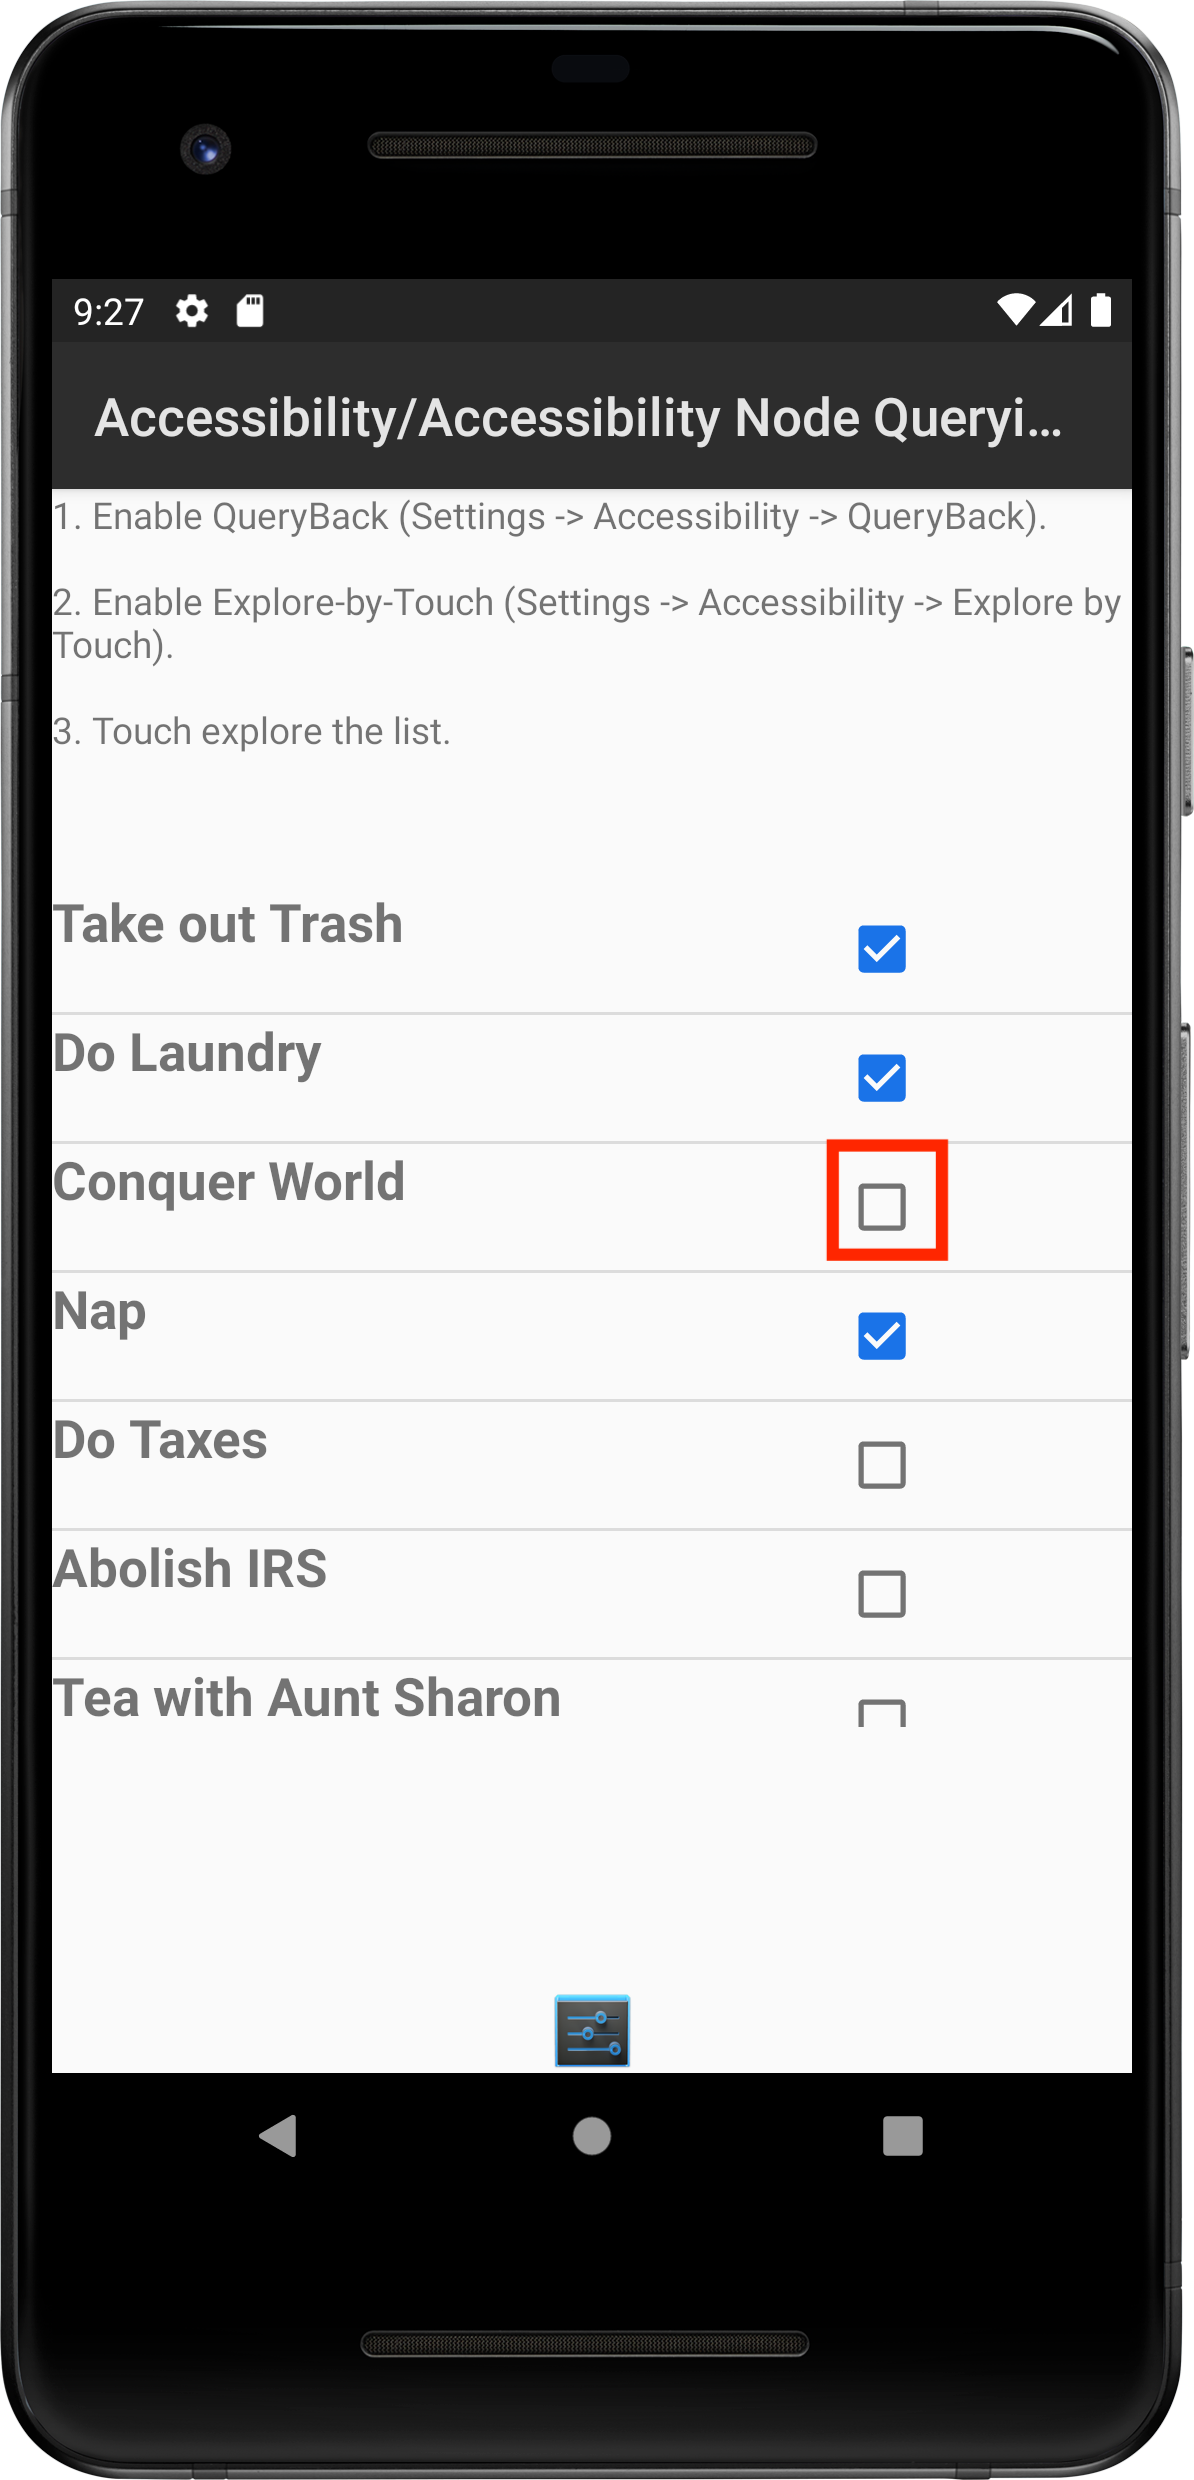 9:27
Accessibility/Accessibility Node Queryi...
1. Enable QueryBack (Settings -> Accessibility -> QueryBack).
2. Enable Explore-by-Touch (Settings -> Accessibility -> Explore by
Touch).
3. Touch explore the list.
Take out Trash
Do Laundry
Conquer World
Nap
Do Taxes
Abolish IRS
Tea with Aunt Sharon